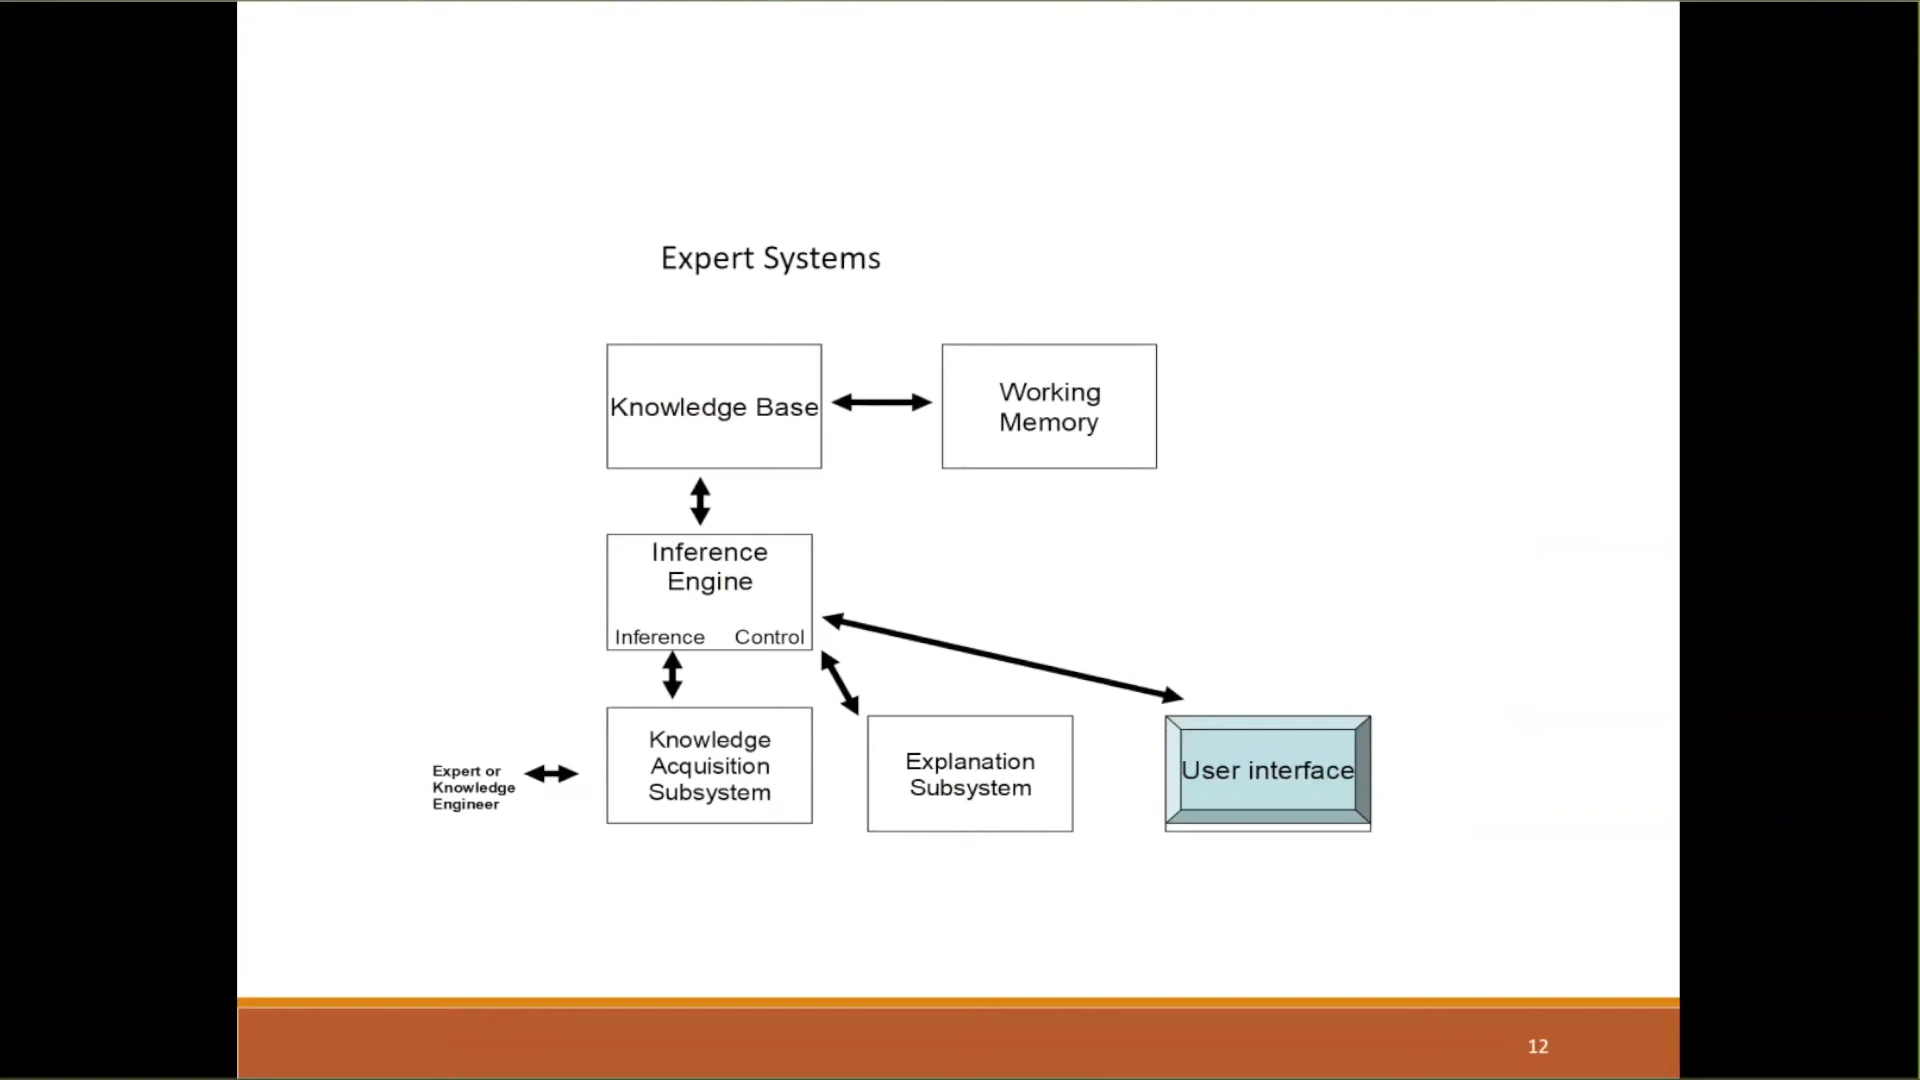 Expert Systems
Knowledge Base
Working
Memory
Inference
Engine
Inference Control
Knowledge
Acquisition
Subsystem
Expert or
Knowledge
Engineer
Explanation
Subsystem
User interface
12